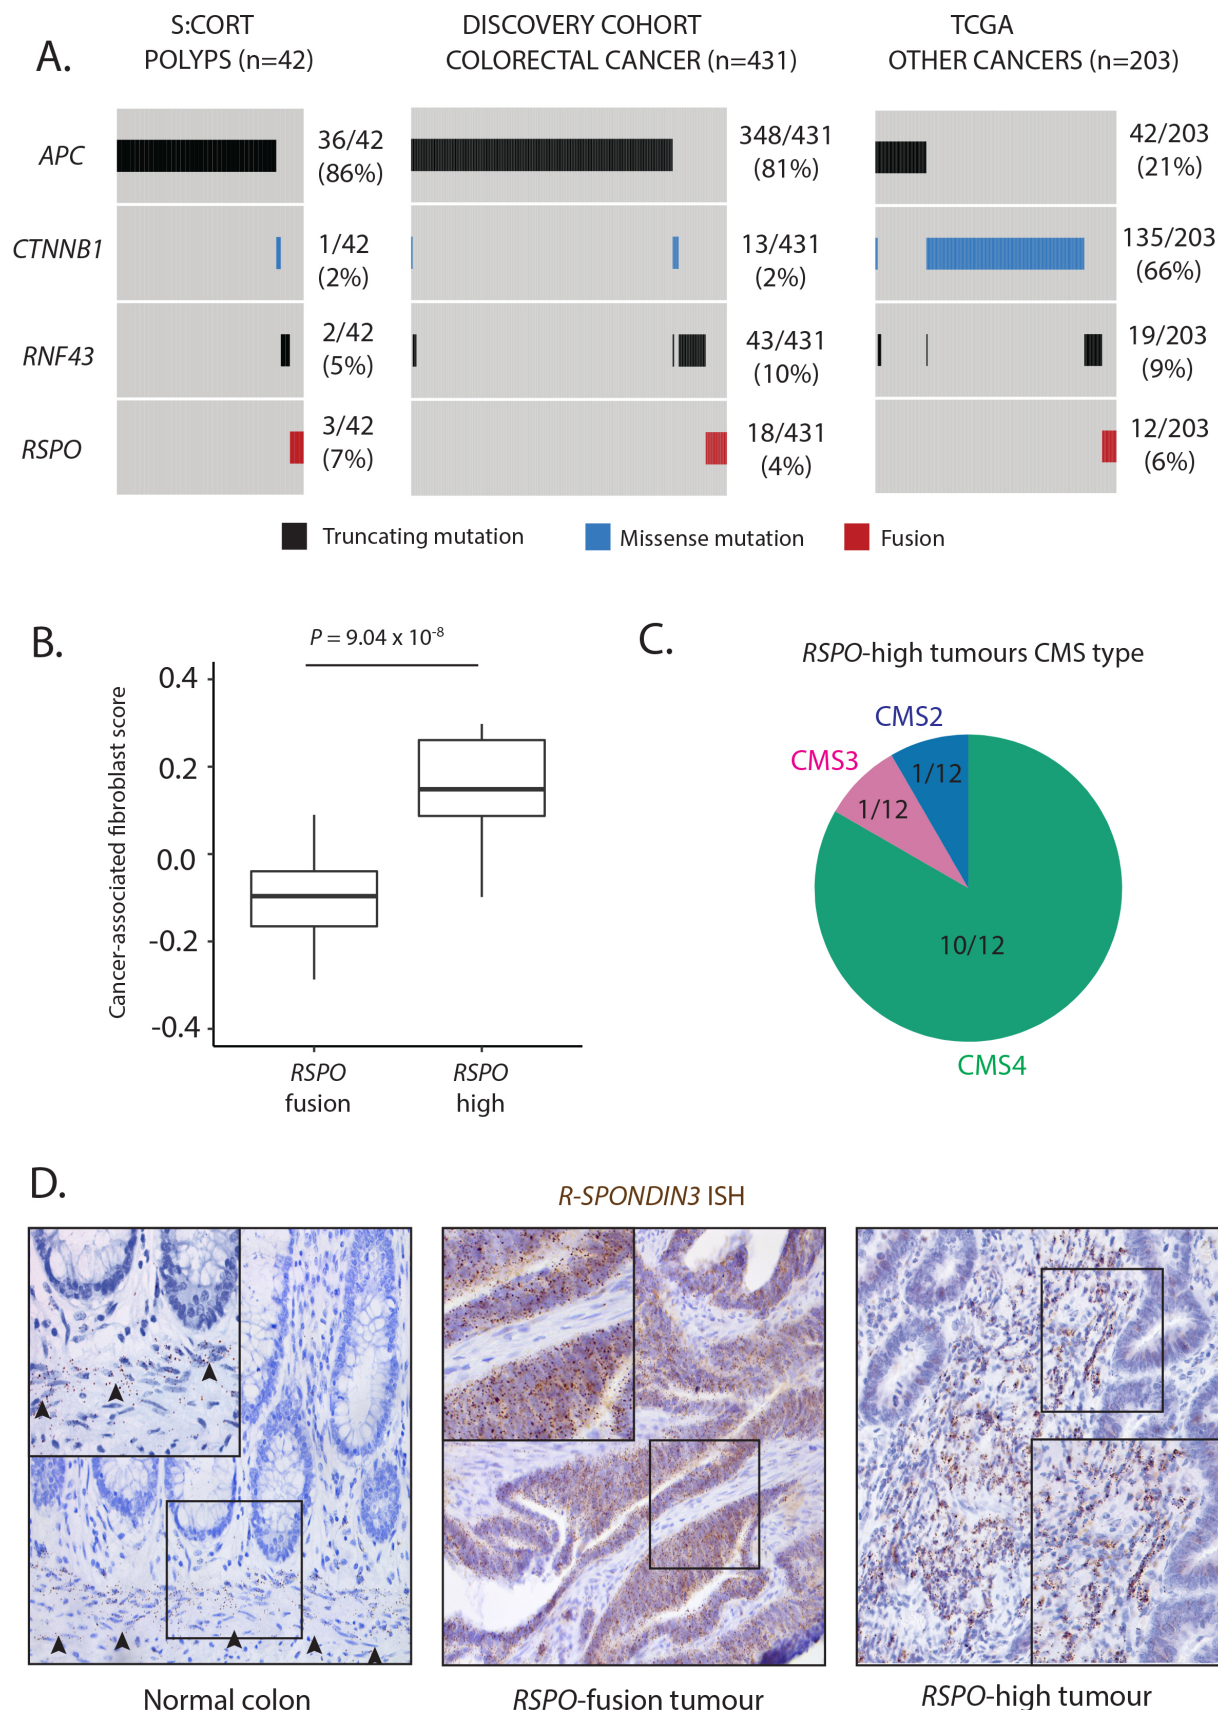 A.
S:CORT
POLYPS (n=42)
DISCOVERY COHORT
COLORECTAL CANCER (n=431)
TCGA
OTHER CANCERS (n=203)
APC
36/42
(86%)
348/431
(81%)
42/203
(21%)
CTNNB1
1/42
(2%)
13/431
(2%)
135/203
(66%)
RNF43
2/42
(5%)
43/431
(10%)
19/203
(9%)
RSPO
3/42
(7%)
18/431
(4%)
12/203
(6%)
Truncating mutation
Missense mutation
Fusion
B.
P = 9.04 x 10-8
Cancer-associated fibroblast score
0.4
0.2
0.0
-0.2
-0.4
RSPO
fusion
RSPO
high
C.
RSPO-high tumours CMS type
CMS2
CMS3
1/12
1/12
10/12
CMS4
D.
R-SPONDIN3 ISH
Normal colon
RSPO-fusion tumour
RSPO-high tumour